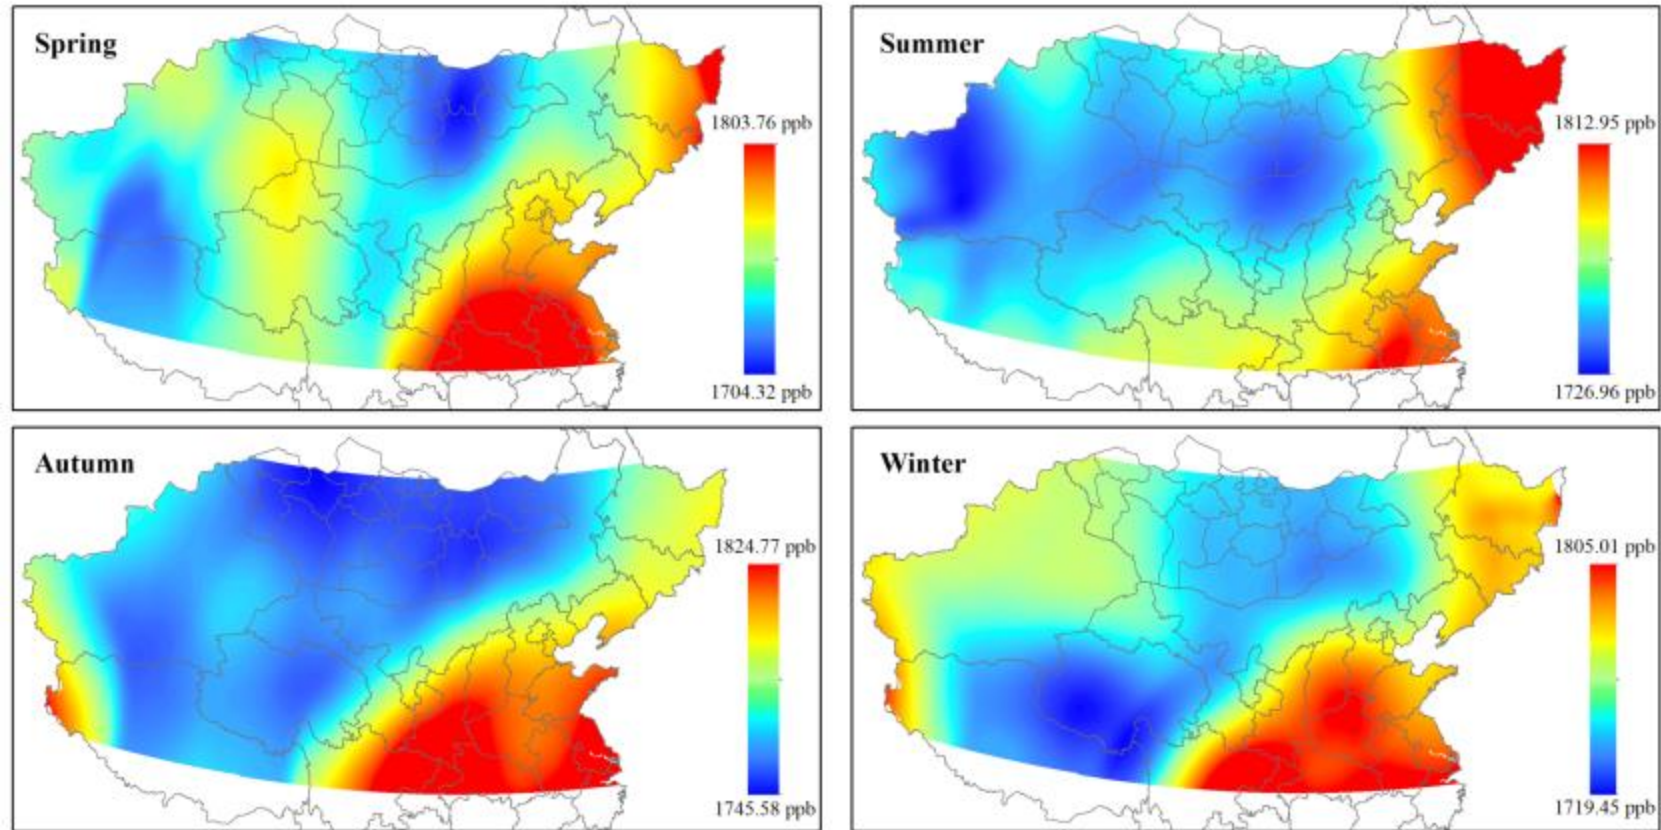 Spring
1803.76 ppb
1704.32 ppb
Summer
1812.95 ppb
1726.96 ppb
Autumn
1824.77 ppb
1745.58 ppb
Winter
1805.01 ppb
1719.45 ppb